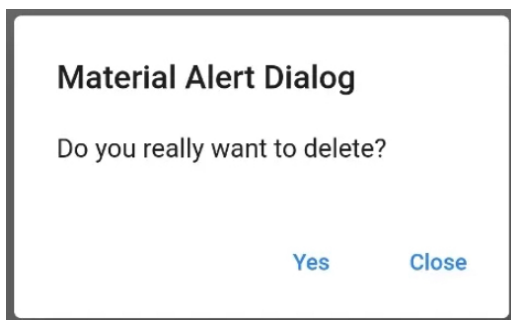 Material Alert Dialog
Do you really want to delete?
Yes Close